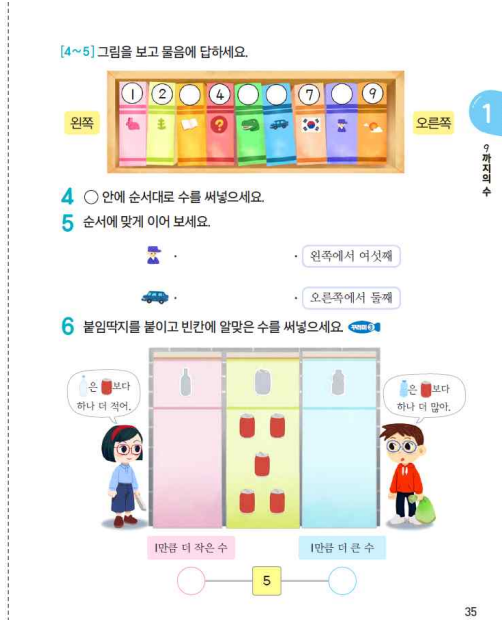 [4~5] 그림을 보고 물음에 답하세요.
1 2 4 7 9
왼쪽
오른쪽
1
9까지의 수
4 ○ 안에 순서대로 수를 써넣으세요.
5 순서에 맞게 이어 보세요.
왼쪽에서 여섯째
오른쪽에서 둘째
6 붙임딱지를 붙이고 빈칸에 알맞은 수를 써넣으세요.
은 보다
하나 더 적어.
은 보다
하나 더 많아.
1만큼 더 작은 수
1만큼 더 큰 수
5
35